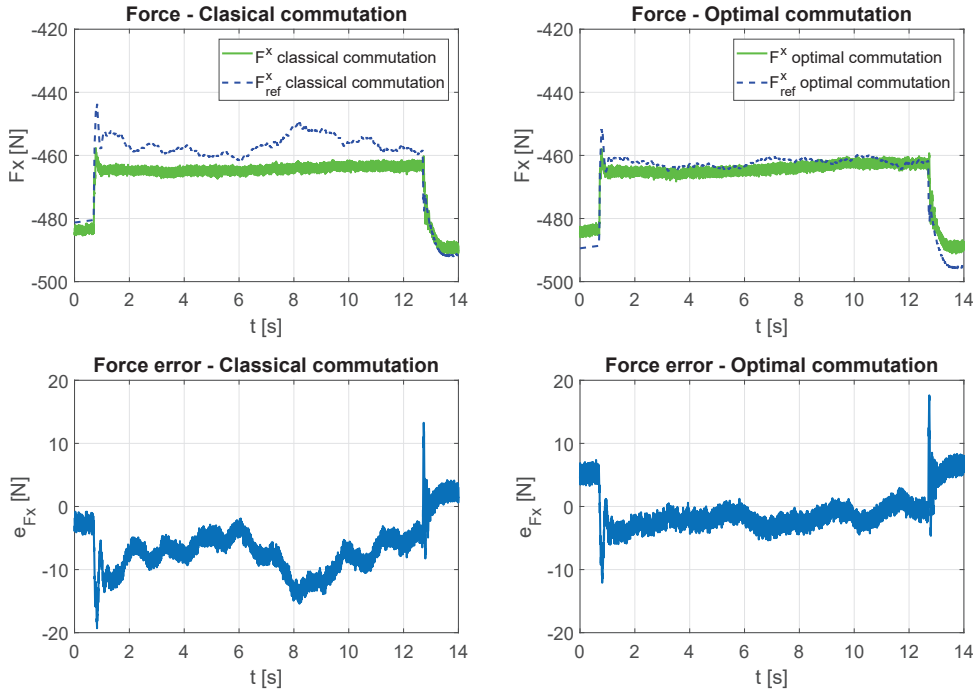 Force - Clasical commutation
-420
-440
-460
-480
-500
Fx [N]
F^x classical commutation
F^x_ref classical commutation
0 2 4 6 8 10 12 14
t [s]
Force - Optimal commutation
-420
-440
-460
-480
-500
Fx [N]
F^x optimal commutation
F^x_ref optimal commutation
0 2 4 6 8 10 12 14
t [s]
Force error - Classical commutation
20
10
0
-10
-20
e_Fx [N]
0 2 4 6 8 10 12 14
t [s]
Force error - Optimal commutation
20
10
0
-10
-20
e_Fx [N]
0 2 4 6 8 10 12 14
t [s]